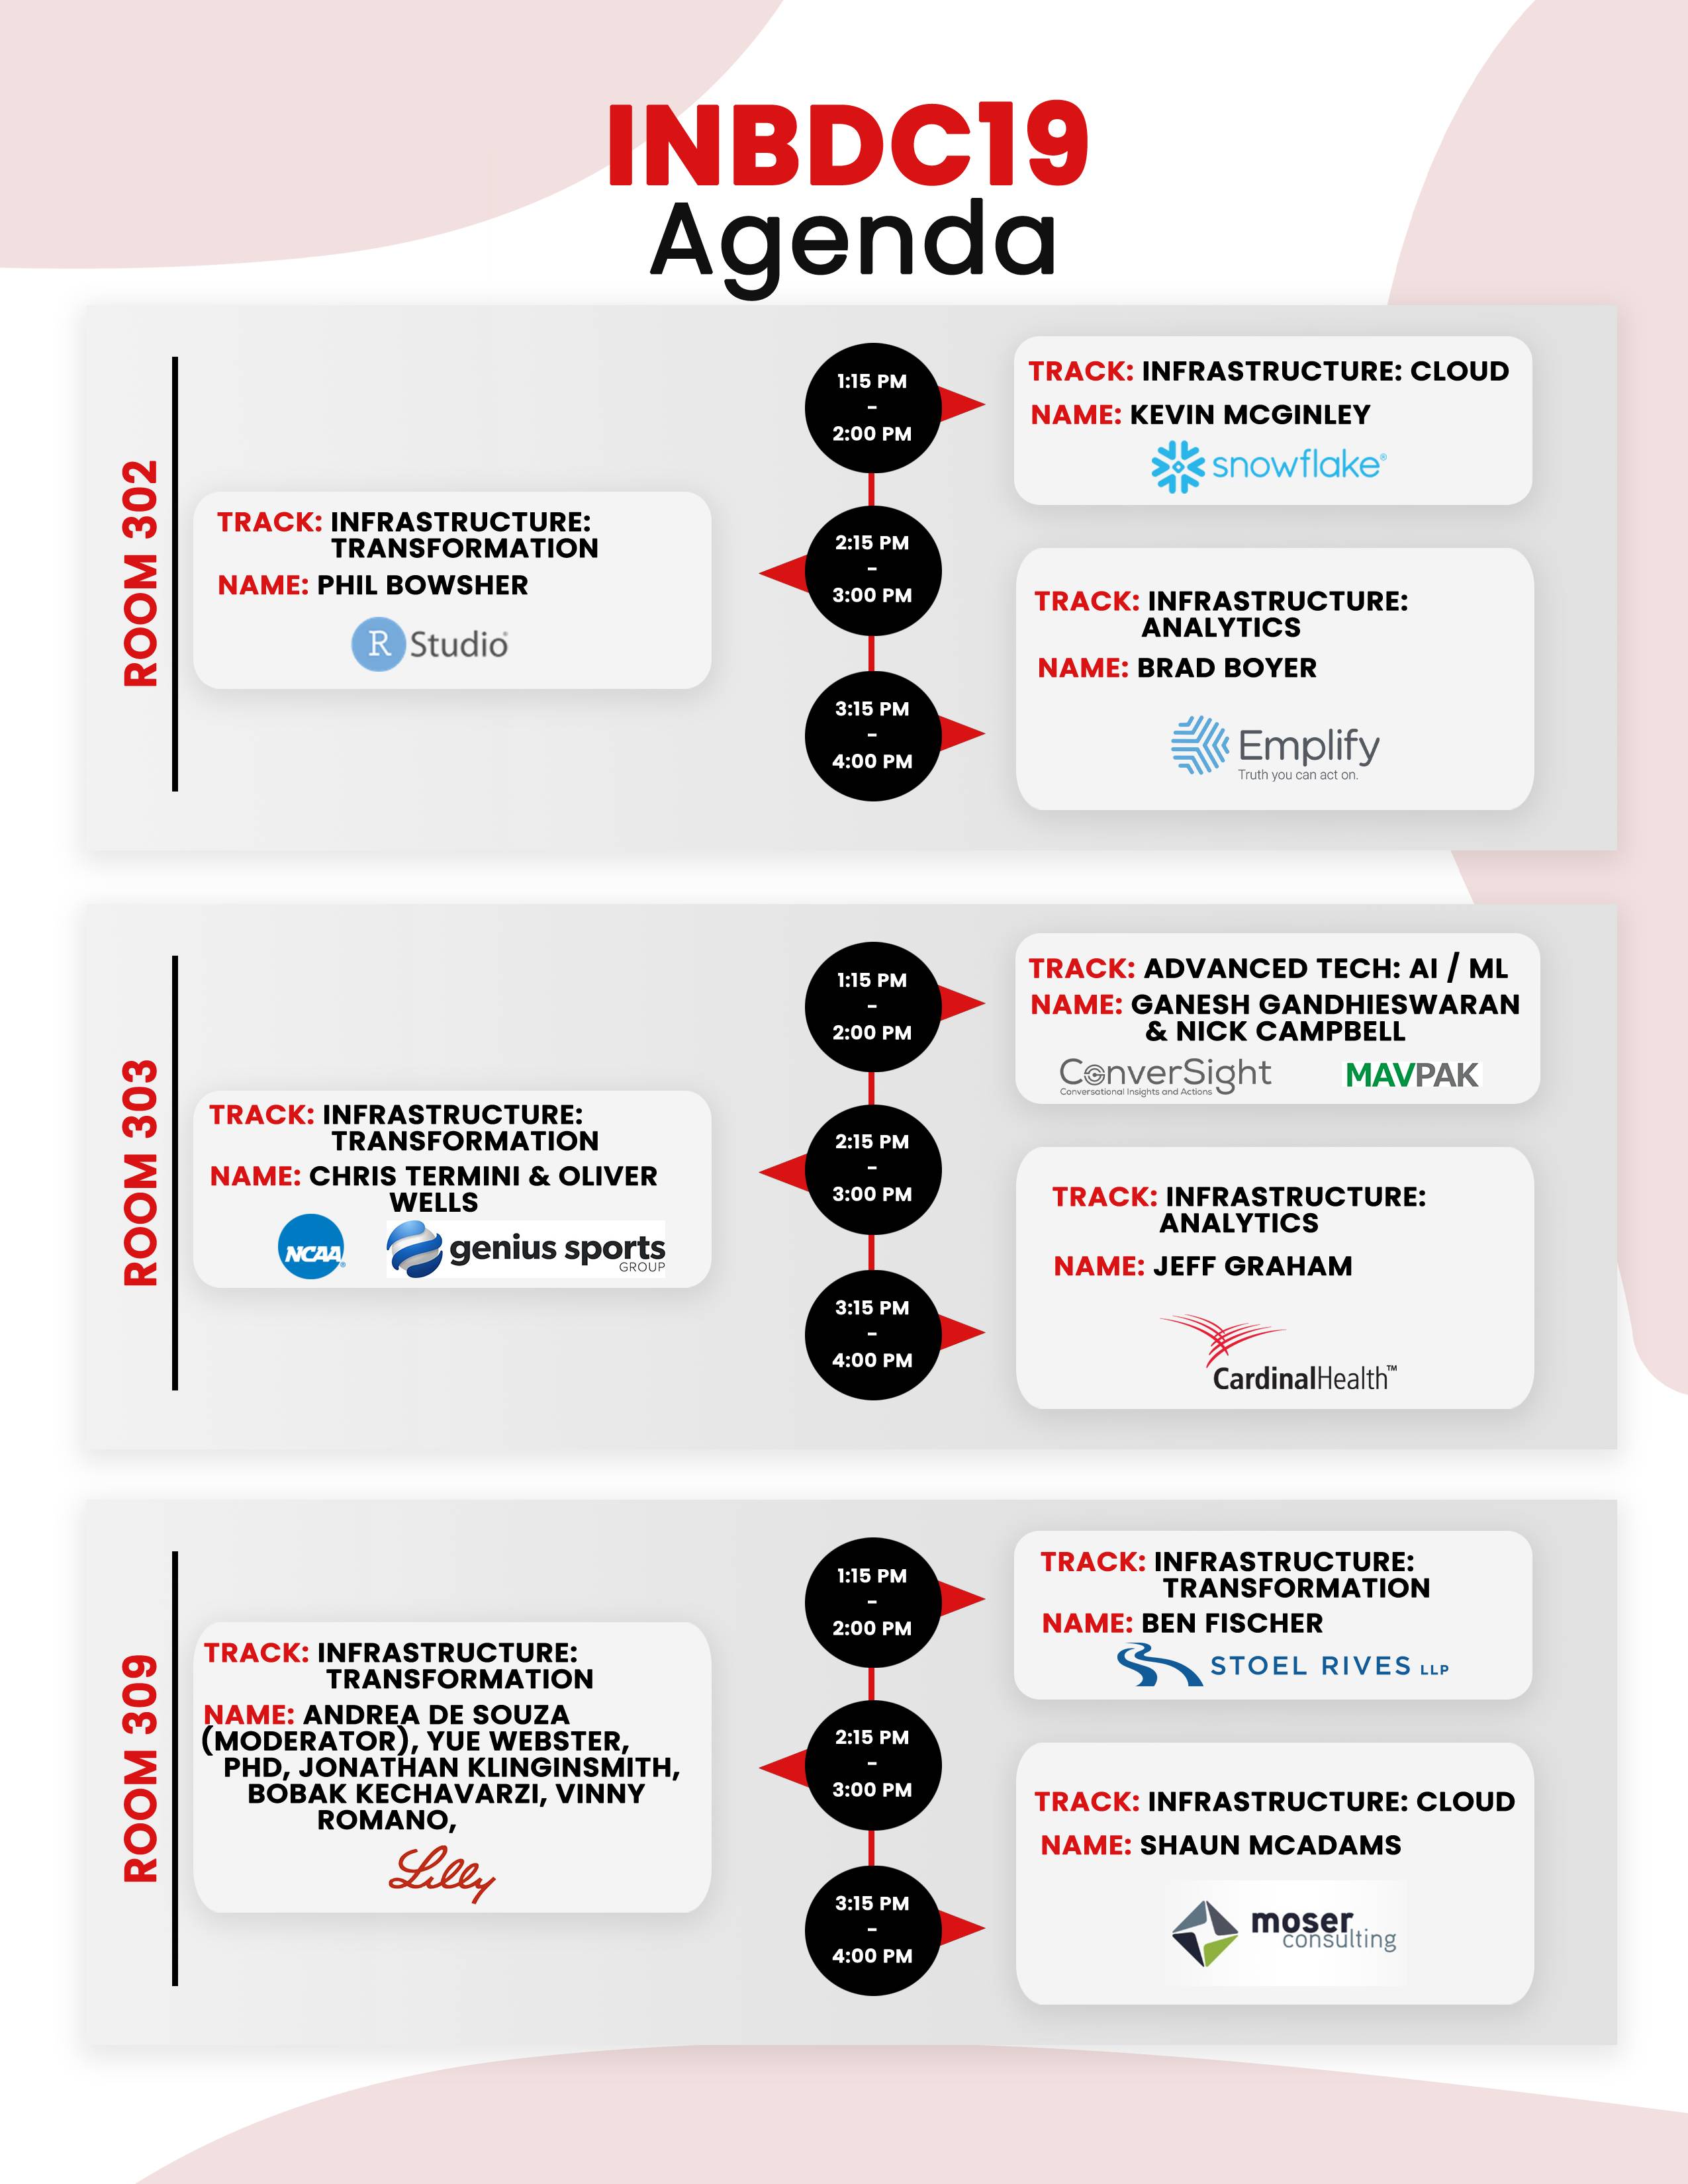 INBDC19
Agenda
ROOM 302
1:15 PM
-
2:00 PM
TRACK: INFRASTRUCTURE: CLOUD
NAME: KEVIN MCGINLEY
snowflake®
2:15 PM
-
3:00 PM
TRACK: INFRASTRUCTURE:
TRANSFORMATION
NAME: PHIL BOWSHER
R Studio®
3:15 PM
-
4:00 PM
TRACK: INFRASTRUCTURE:
ANALYTICS
NAME: BRAD BOYER
Emplify
Truth you can act on.
ROOM 303
1:15 PM
-
2:00 PM
TRACK: ADVANCED TECH: AI / ML
NAME: GANESH GANDHIESWARAN
& NICK CAMPBELL
ConverSight
Conversational Insights and Actions
MAVPAK
2:15 PM
-
3:00 PM
TRACK: INFRASTRUCTURE:
TRANSFORMATION
NAME: CHRIS TERMINI & OLIVER
WELLS
NCAA®
genius sports
GROUP
3:15 PM
-
4:00 PM
TRACK: INFRASTRUCTURE:
ANALYTICS
NAME: JEFF GRAHAM
CardinalHealth™
ROOM 309
1:15 PM
-
2:00 PM
TRACK: INFRASTRUCTURE:
TRANSFORMATION
NAME: BEN FISCHER
STOEL RIVES LLP
2:15 PM
-
3:00 PM
TRACK: INFRASTRUCTURE:
TRANSFORMATION
NAME: ANDREA DE SOUZA
(MODERATOR), YUE WEBSTER,
PHD, JONATHAN KLINGINSMITH,
BOBAK KECHAVARZI, VINNY
ROMANO,
Lilly
3:15 PM
-
4:00 PM
TRACK: INFRASTRUCTURE: CLOUD
NAME: SHAUN MCADAMS
moser
consulting